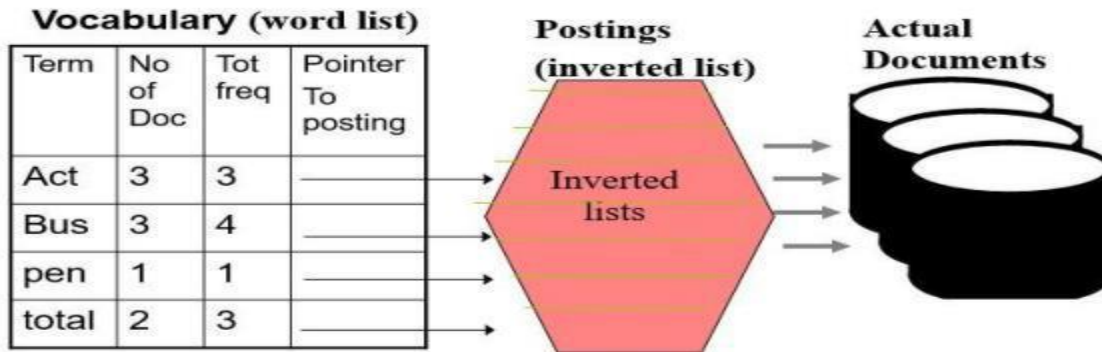 Vocabulary (word list)
Term No of Doc Tot freq Pointer To posting
Act 3 3
Bus 3 4
pen 1 1
total 2 3
Postings
(inverted list)
Inverted
lists
Actual
Documents